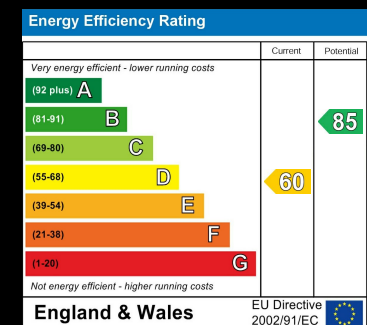 Energy Efficiency Rating
Current Potential
Very energy efficient - lower running costs
(92 plus) A
(81-91) B
85
(69-80) C
(55-68) D
60
(39-54) E
(21-38) F
(1-20) G
Not energy efficient - higher running costs
England & Wales
EU Directive
2002/91/EC